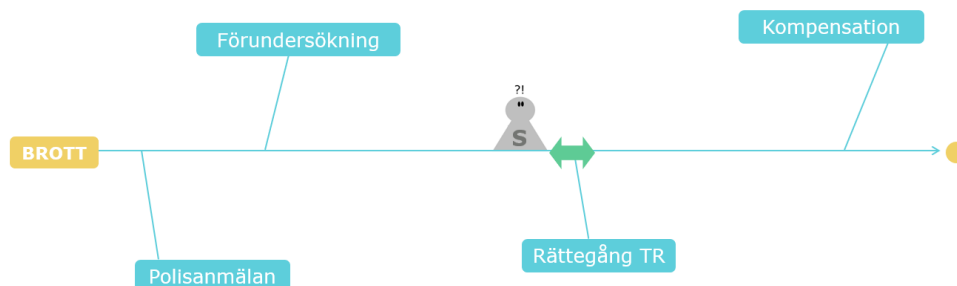 Kompensation
Förundersökning
?!
S
BROTT
Rättegång TR
Polisanmälan